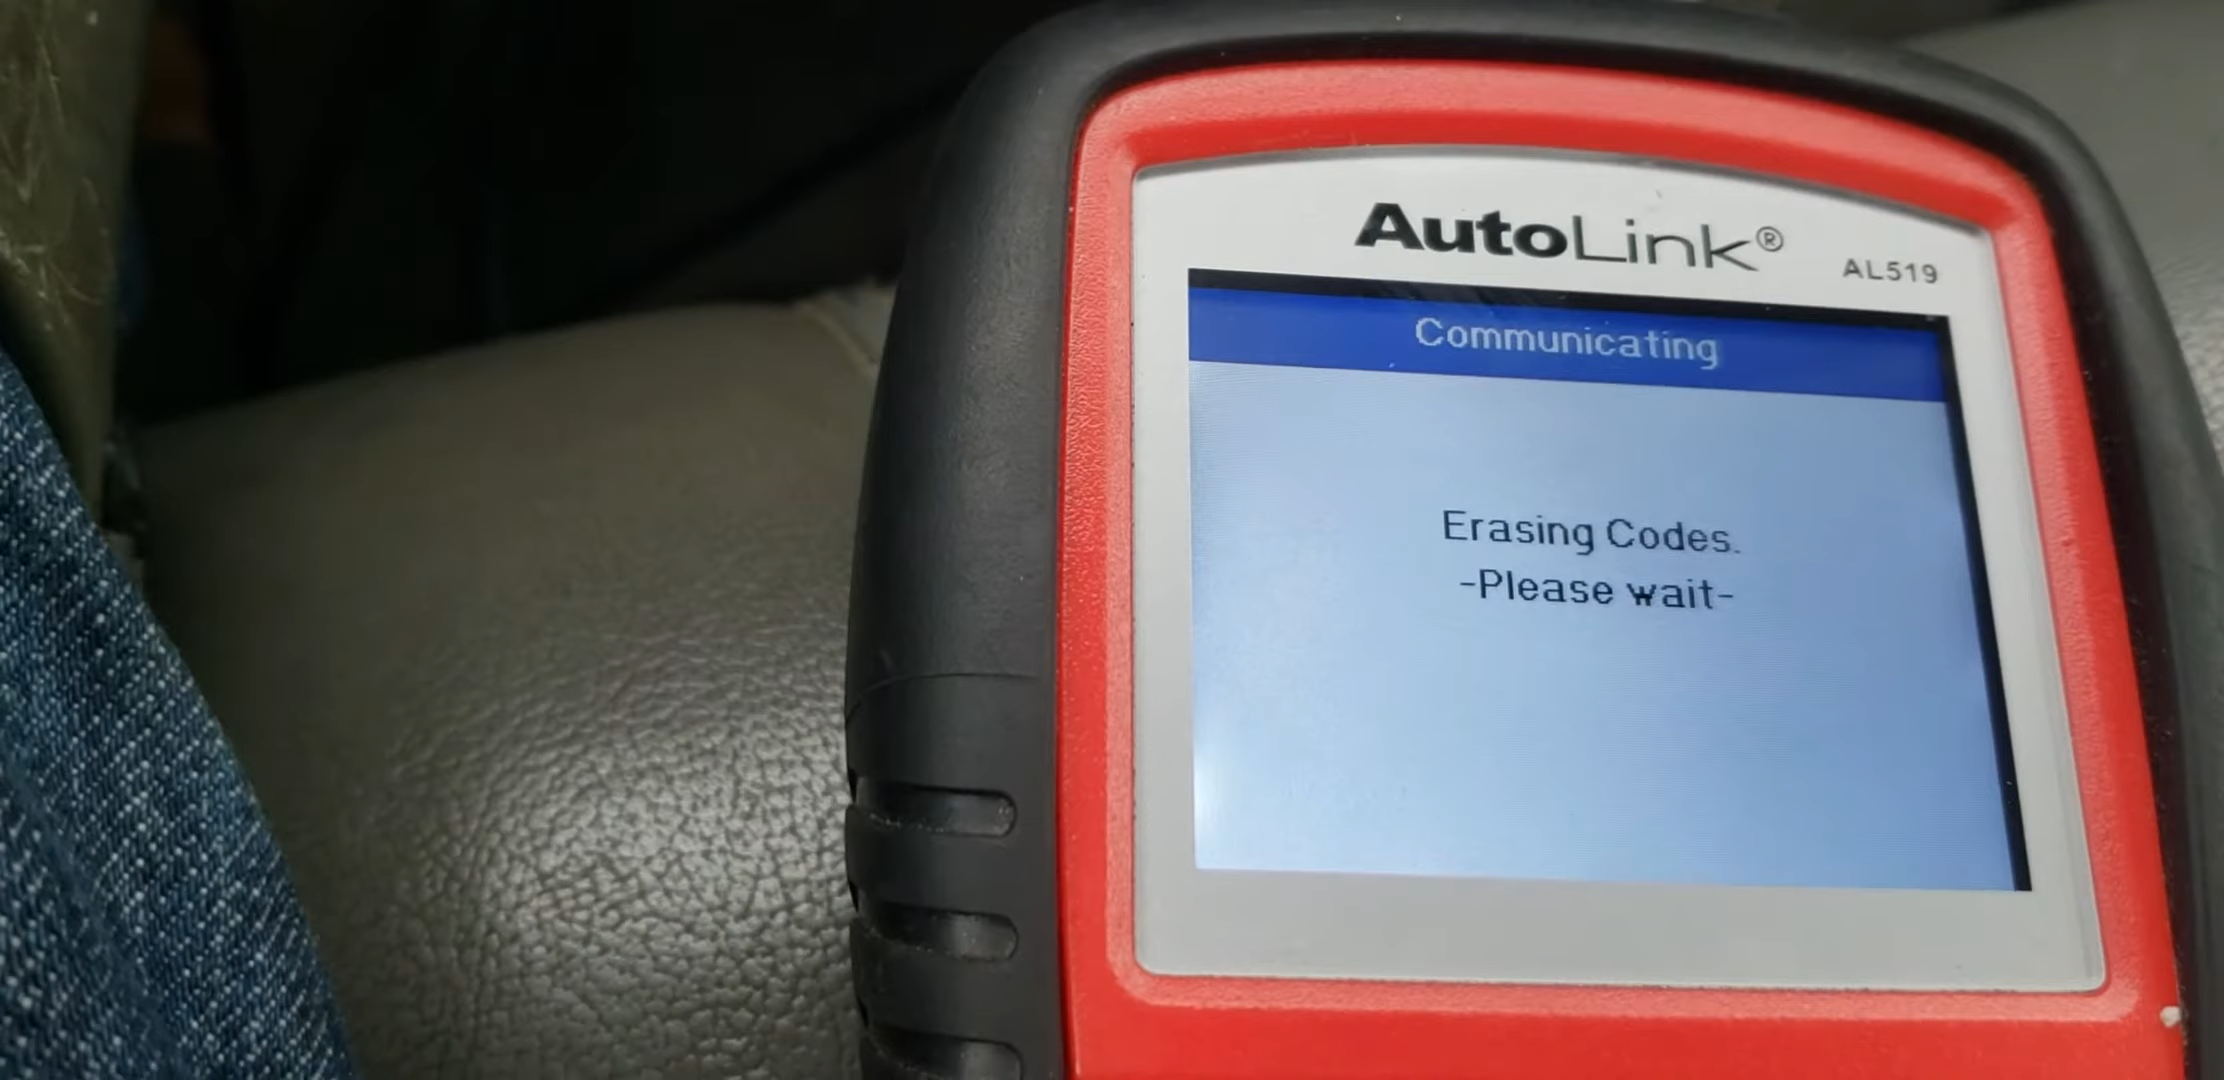 AutoLink®
AL519
Communicating
Erasing Codes.
-Please wait-